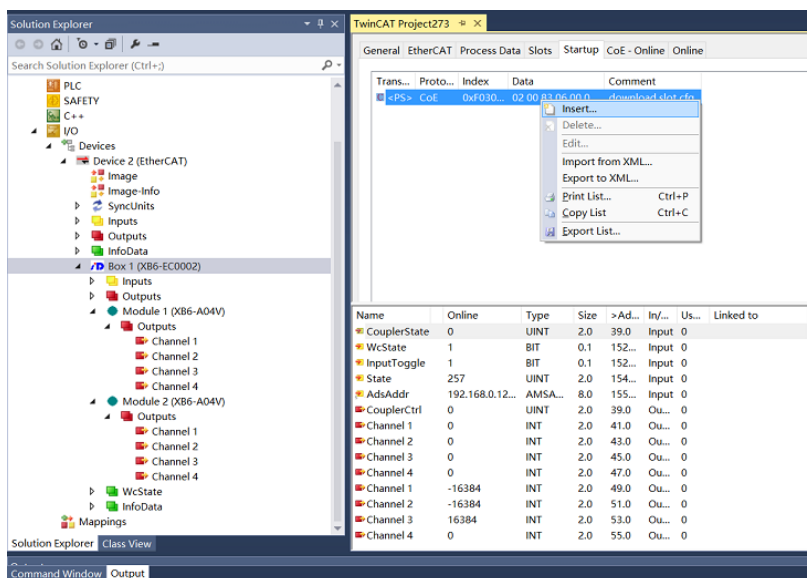 Solution Explorer
Search Solution Explorer (Ctrl+;)
PLC
SAFETY
C++
I/O
Devices
Device 2 (EtherCAT)
Image
Image-Info
SyncUnits
Inputs
Outputs
InfoData
Box 1 (XB6-EC0002)
Inputs
Outputs
Module 1 (XB6-A04V)
Outputs
Channel 1
Channel 2
Channel 3
Channel 4
Module 2 (XB6-A04V)
Outputs
Channel 1
Channel 2
Channel 3
Channel 4
WcState
InfoData
Mappings
Solution Explorer Class View
Command Window Output
TwinCAT Project273
General EtherCAT Process Data Slots Startup CoE - Online Online
Trans... Proto... Index Data Comment
<PS> CoE 0xF030... 02 00 83 06 00 0... download slot cfg
Insert...
Delete...
Edit...
Import from XML...
Export to XML...
Print List... Ctrl+P
Copy List Ctrl+C
Export List...
Name Online Type Size >Ad... In/... Us... Linked to
CouplerState 0 UINT 2.0 39.0 Input 0
WcState 1 BIT 0.1 152... Input 0
InputToggle 1 BIT 0.1 152... Input 0
State 257 UINT 2.0 154... Input 0
AdsAddr 192.168.0.12... AMSA... 8.0 155... Input 0
CouplerCtrl 0 UINT 2.0 39.0 Ou... 0
Channel 1 0 INT 2.0 41.0 Ou... 0
Channel 2 0 INT 2.0 43.0 Ou... 0
Channel 3 0 INT 2.0 45.0 Ou... 0
Channel 4 0 INT 2.0 47.0 Ou... 0
Channel 1 -16384 INT 2.0 49.0 Ou... 0
Channel 2 -16384 INT 2.0 51.0 Ou... 0
Channel 3 16384 INT 2.0 53.0 Ou... 0
Channel 4 0 INT 2.0 55.0 Ou... 0